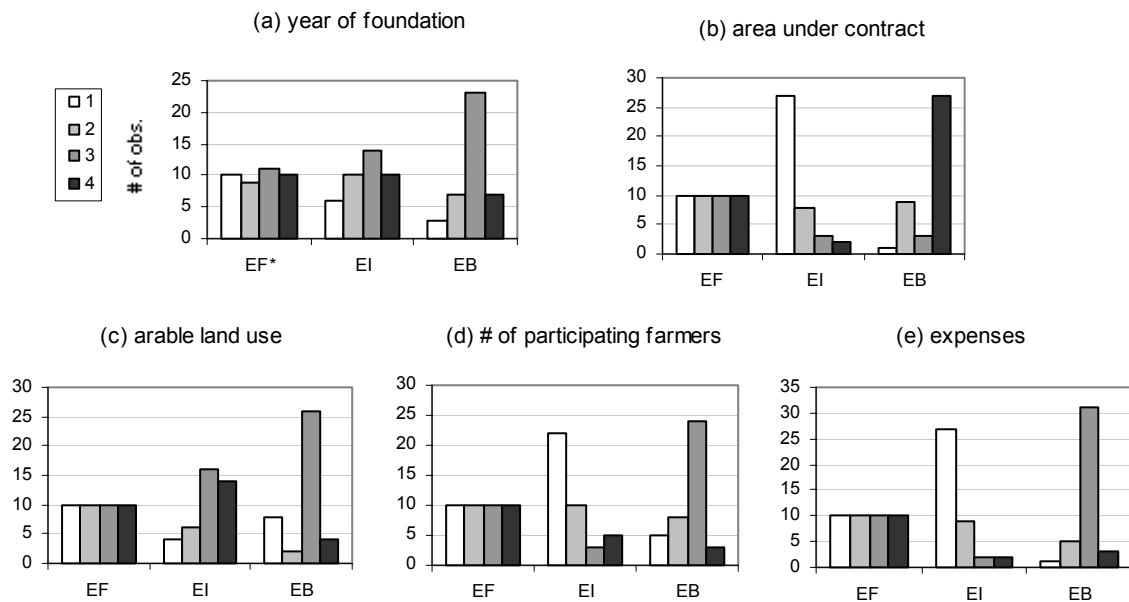 (a) year of foundation
1
2
3
4
# of obs.
25
20
15
10
5
0
EF*
EI
EB
(b) area under contract
30
25
20
15
10
5
0
EF
EI
EB
(c) arable land use
30
25
20
15
10
5
0
EF
EI
EB
(d) # of participating farmers
30
25
20
15
10
5
0
EF
EI
EB
(e) expenses
35
30
25
20
15
10
5
0
EF
EI
EB